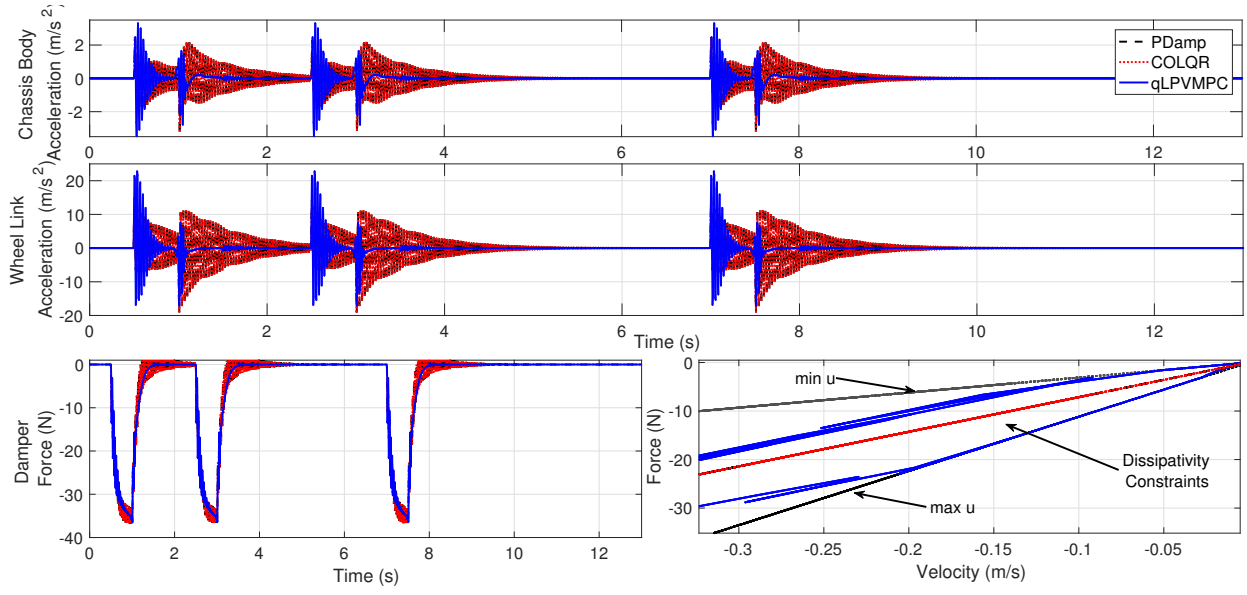 Chassis Body
Acceleration (m/s²)
2
0
-2
0
2
4
6
8
10
12
PDamp
COLQR
qLPVMPC
Wheel Link
Acceleration (m/s²)
20
10
0
-10
-20
0
2
4
6
8
10
12
Time (s)
Damper
Force (N)
0
-10
-20
-30
-40
0
2
4
6
8
10
12
Time (s)
Force (N)
0
-10
-20
-30
-0.3
-0.25
-0.2
-0.15
-0.1
-0.05
Velocity (m/s)
min u
Dissipativity
Constraints
max u